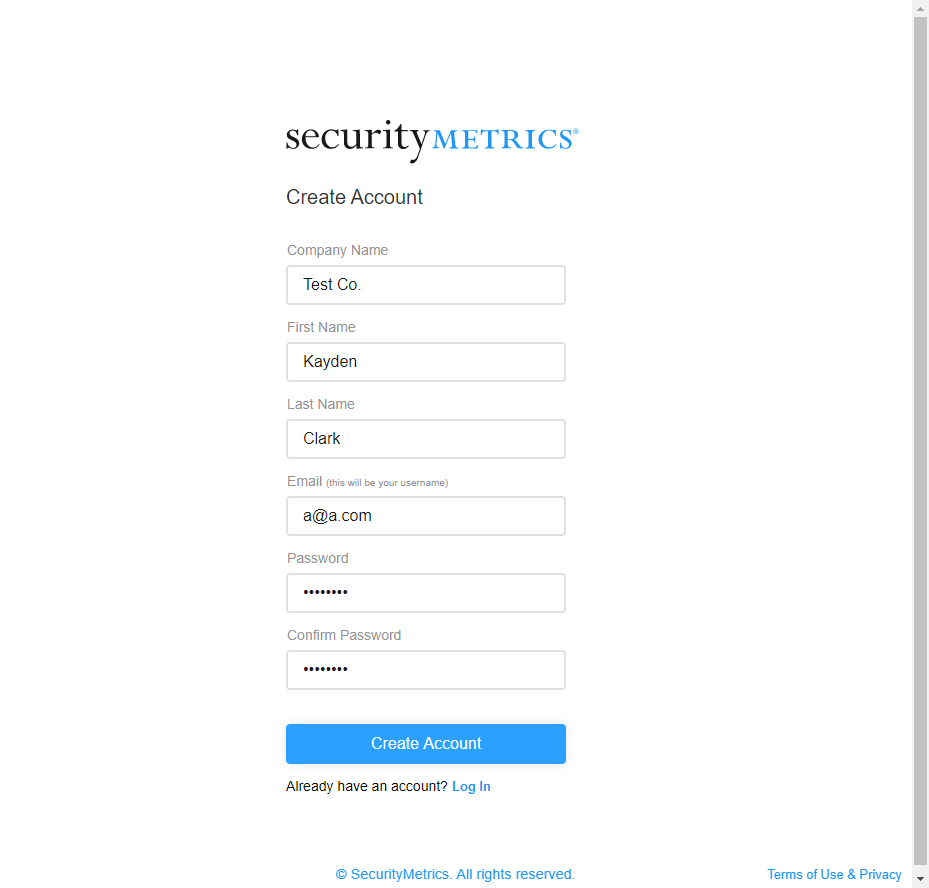 securityMETRICS®
Create Account
Company Name
Test Co.
First Name
Kayden
Last Name
Clark
Email (this will be your username)
a@a.com
Password
••••••••
Confirm Password
••••••••
Create Account
Already have an account? Log In
© SecurityMetrics. All rights reserved.
Terms of Use & Privacy